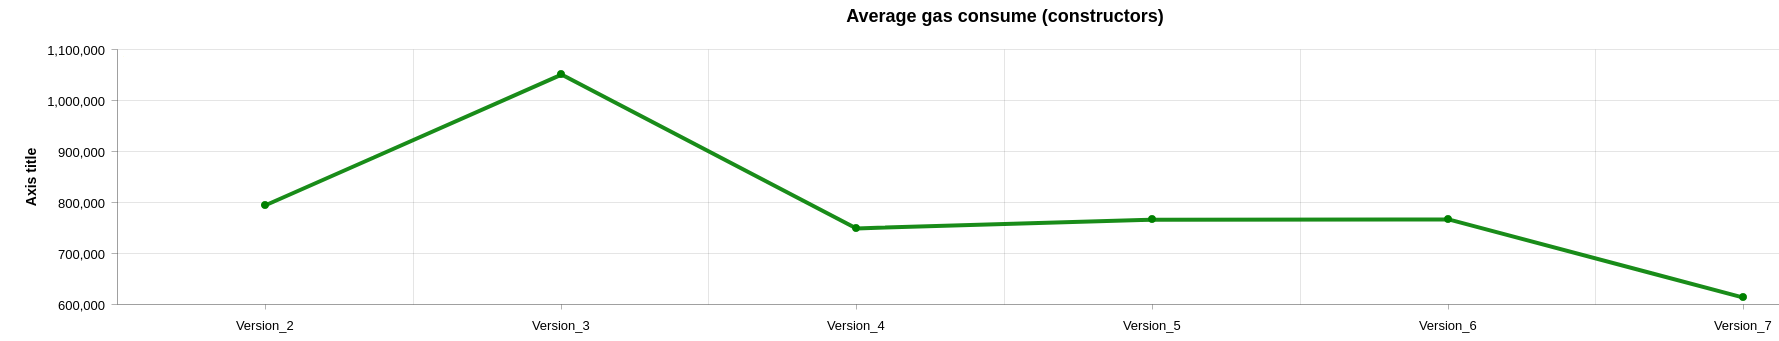 Average gas consume (constructors)
1,100,000
1,000,000
900,000
800,000
700,000
600,000
Axis title
Version_2
Version_3
Version_4
Version_5
Version_6
Version_7